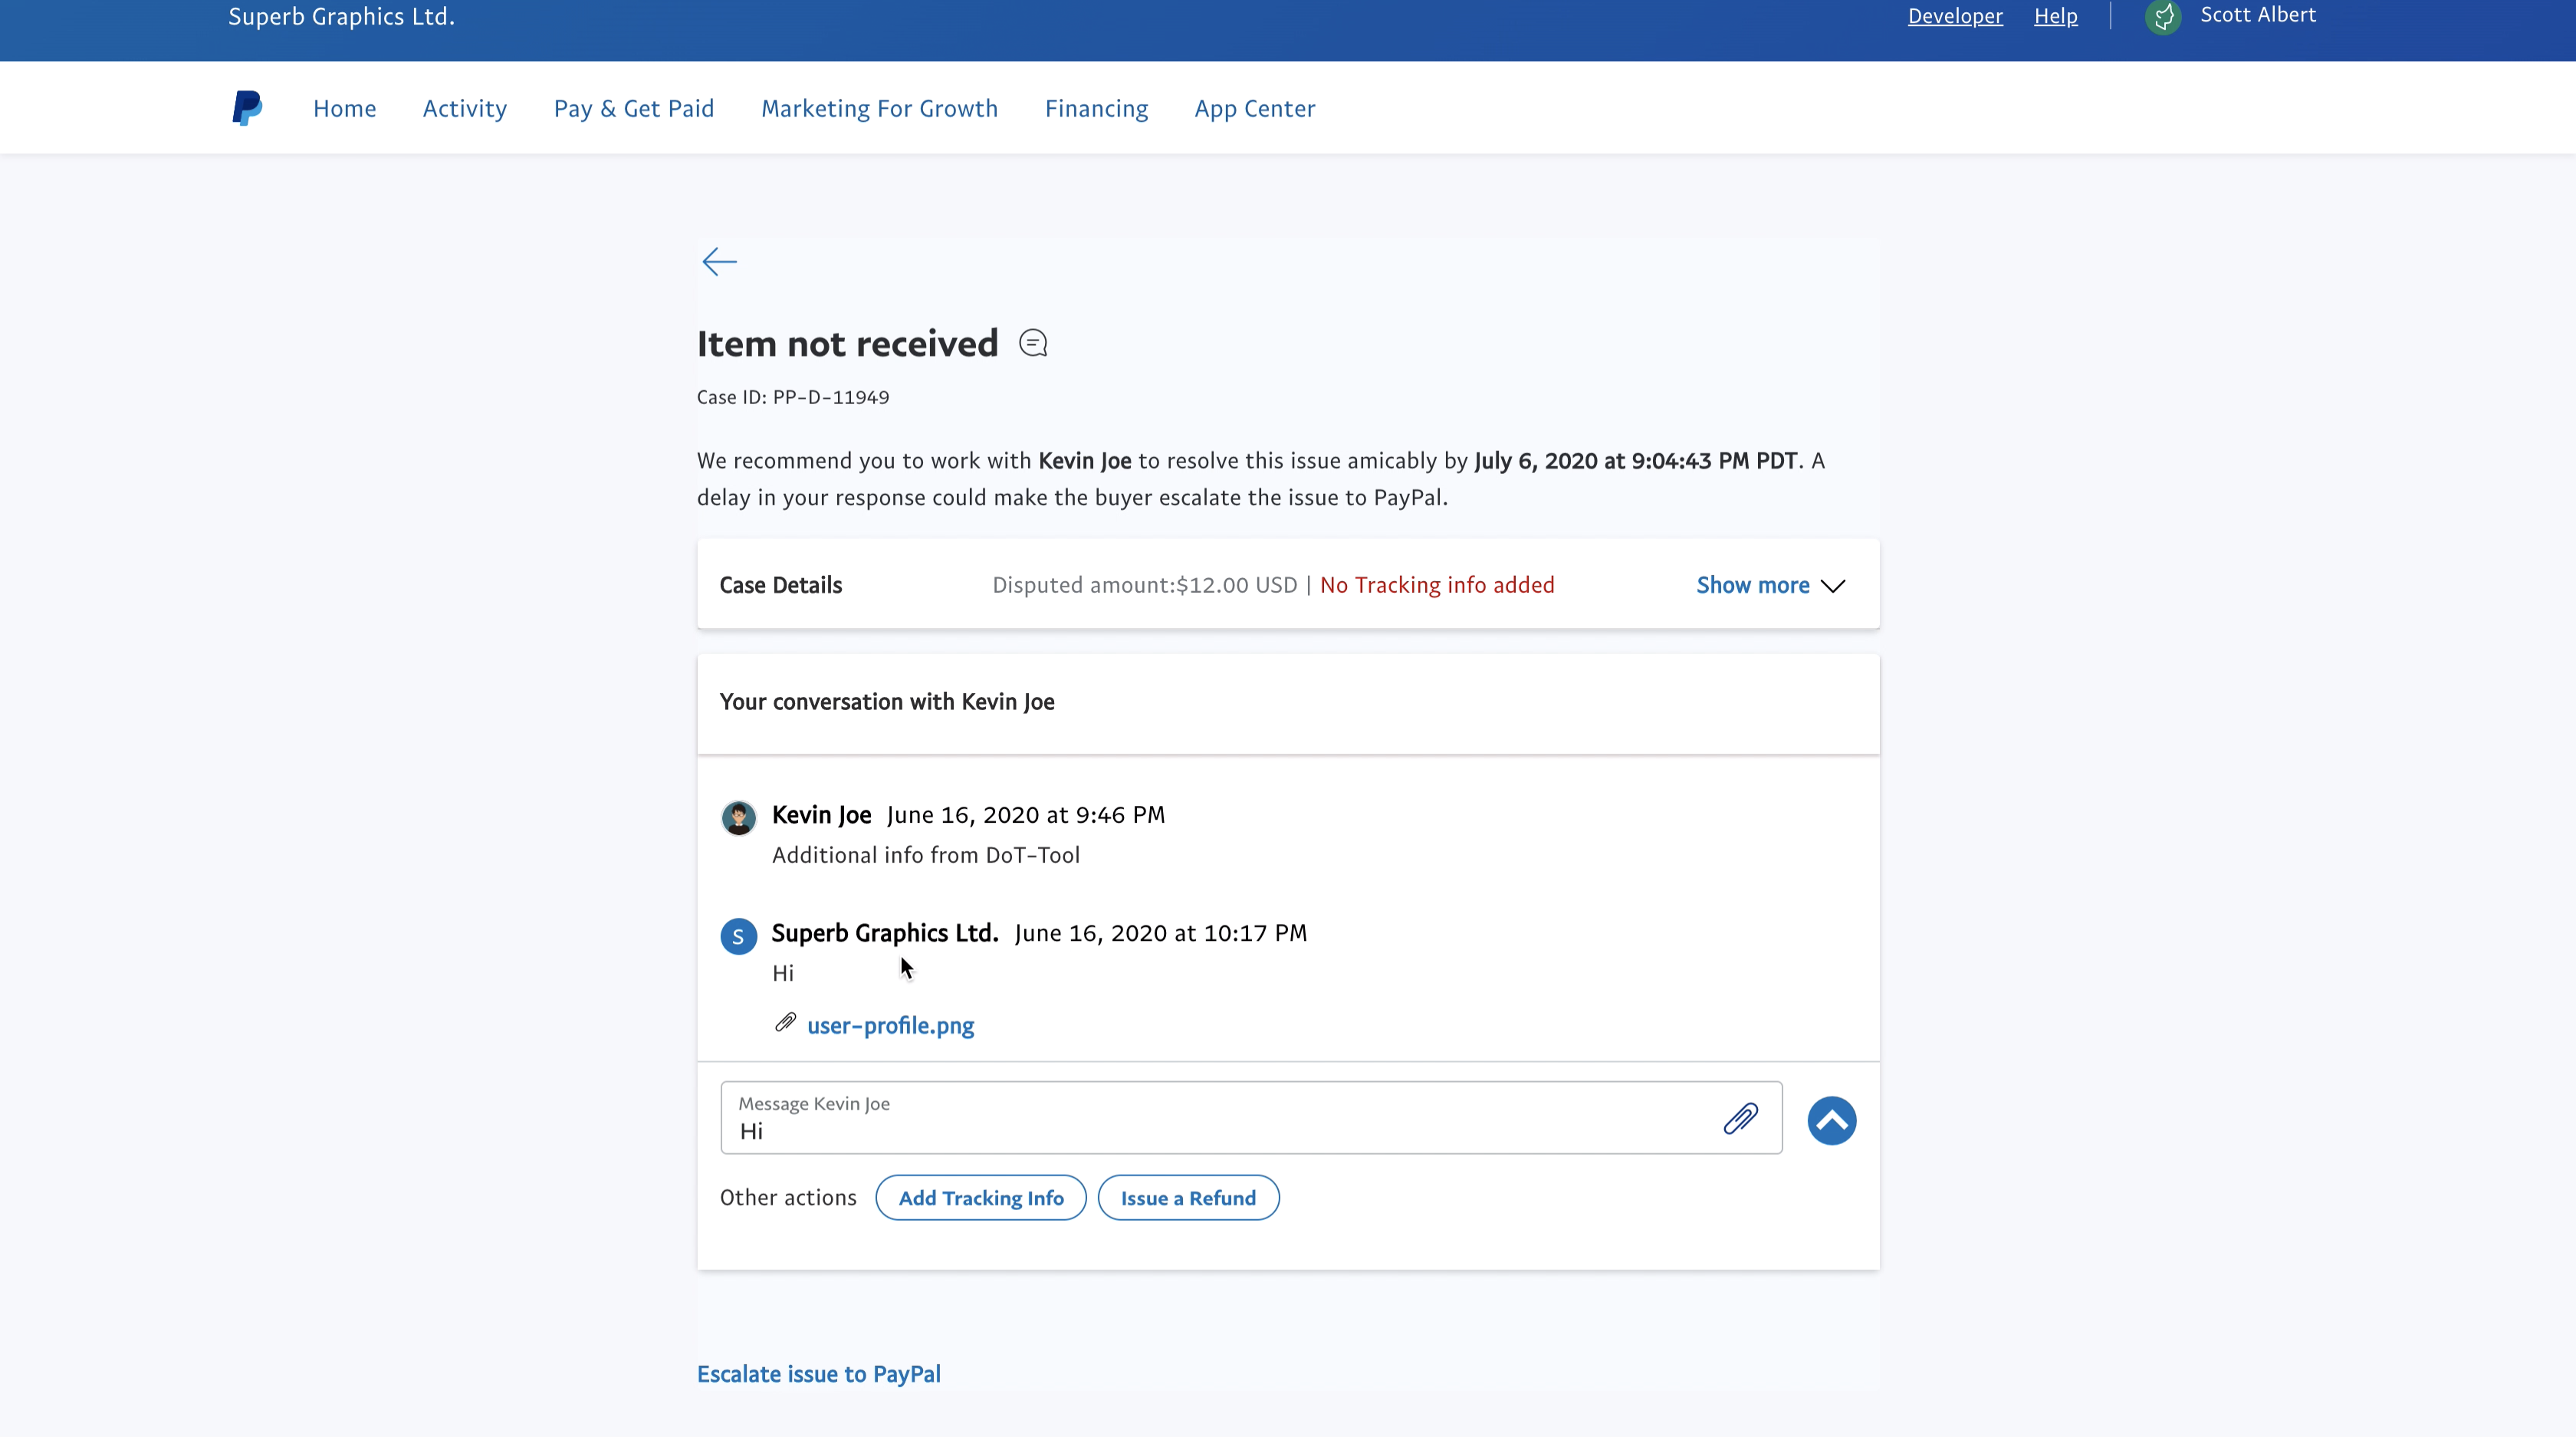 Superb Graphics Ltd.
Developer Help Scott Albert
Home Activity Pay & Get Paid Marketing For Growth Financing App Center
Item not received
Case ID: PP-D-11949
We recommend you to work with Kevin Joe to resolve this issue amicably by July 6, 2020 at 9:04:43 PM PDT. A
delay in your response could make the buyer escalate the issue to PayPal.
Case Details Disputed amount:$12.00 USD | No Tracking info added Show more
Your conversation with Kevin Joe
Kevin Joe June 16, 2020 at 9:46 PM
Additional info from DoT-Tool
S Superb Graphics Ltd. June 16, 2020 at 10:17 PM
Hi
user-profile.png
Message Kevin Joe
Hi
Other actions Add Tracking Info Issue a Refund
Escalate issue to PayPal